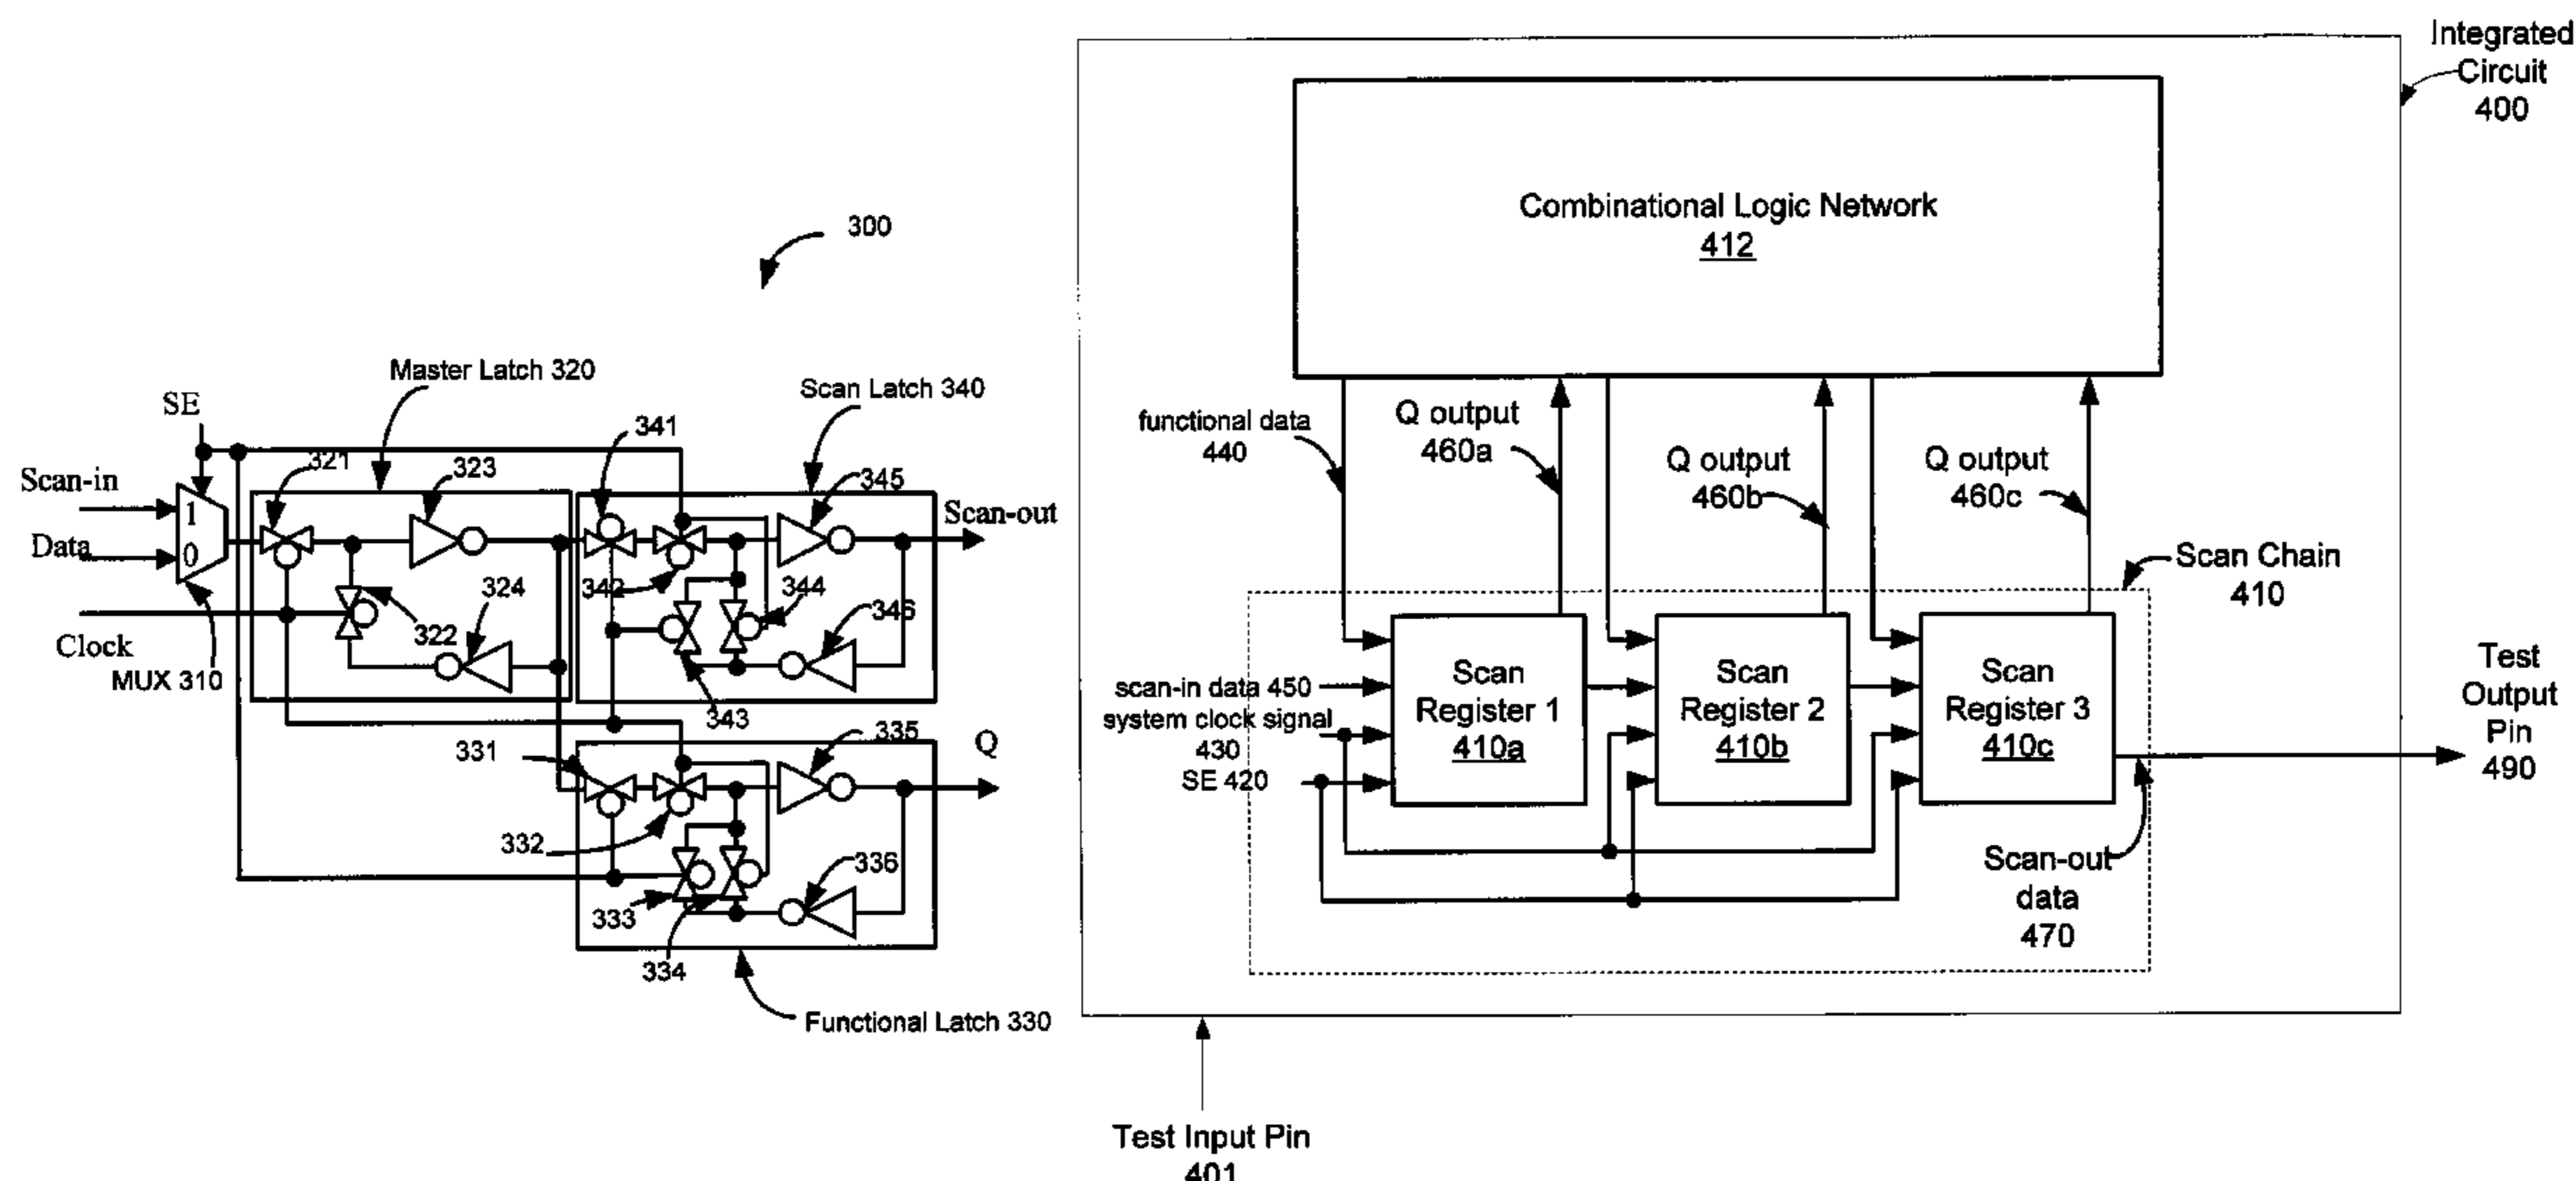 300
Master Latch 320
Scan Latch 340
SE
341
321
323
345
Scan-in
1
Scan-out
Data
0
342
344
324
346
322
Clock
MUX 310
343
331
335
Q
332
336
333
334
Functional Latch 330
Integrated
Circuit
400
Combinational Logic Network
412
functional data
440
Q output
460a
Q output
460b
Q output
460c
Scan Chain
410
scan-in data 450
system clock signal
430
SE 420
Scan
Register 1
410a
Scan
Register 2
410b
Scan
Register 3
410c
Test
Output
Pin
490
Scan-out
data
470
Test Input Pin
401